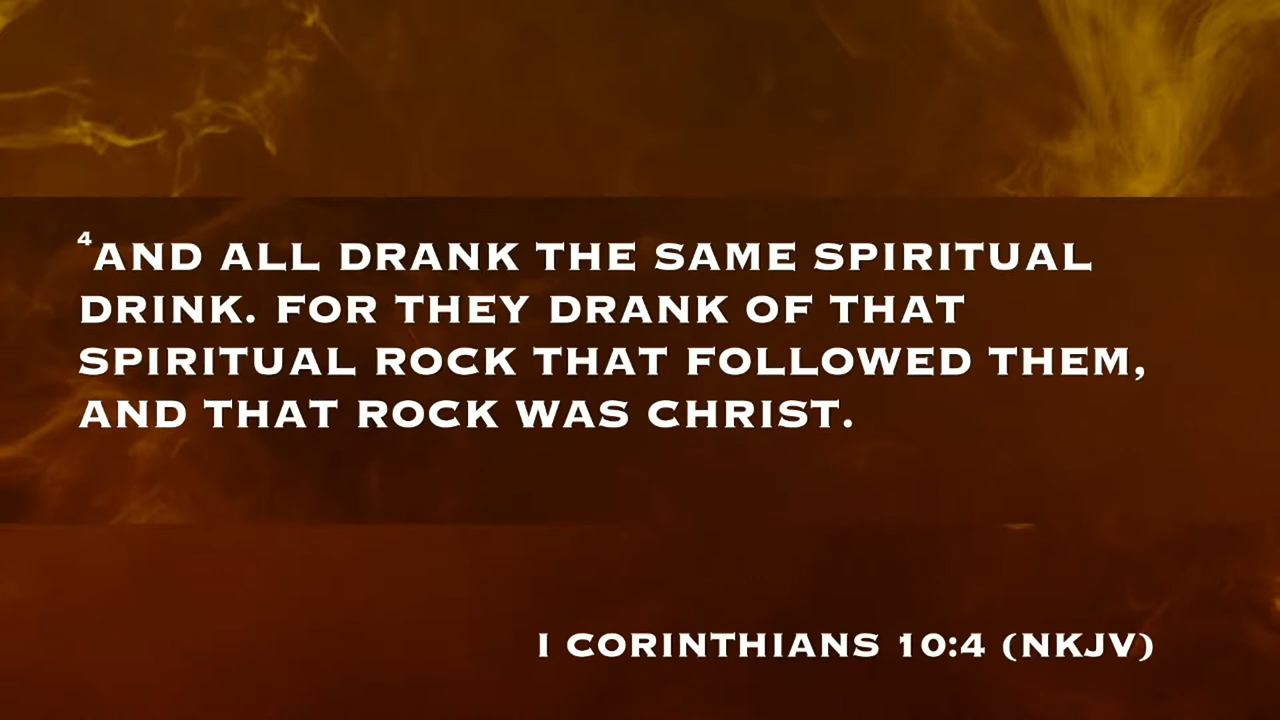 ⁴AND ALL DRANK THE SAME SPIRITUAL
DRINK. FOR THEY DRANK OF THAT
SPIRITUAL ROCK THAT FOLLOWED THEM,
AND THAT ROCK WAS CHRIST.
I CORINTHIANS 10:4 (NKJV)